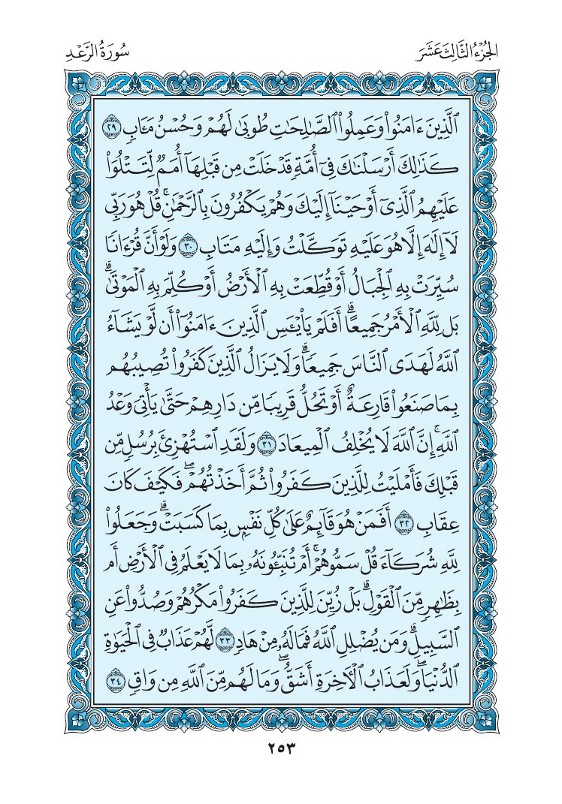 الجُزْءُ الثَّالِثَ عَشَرَ
سُورَةُ الرَّعْدِ
ٱلَّذِينَ ءَامَنُواْ وَعَمِلُواْ ٱلصَّٰلِحَٰتِ طُوبَىٰ لَهُمْ وَحُسْنُ مَـَٔابٖ ٢٩
كَذَٰلِكَ أَرْسَلْنَٰكَ فِيٓ أُمَّةٖ قَدْ خَلَتْ مِن قَبْلِهَآ أُمَمٞ لِّتَتْلُوَاْ
عَلَيْهِمُ ٱلَّذِيٓ أَوْحَيْنَآ إِلَيْكَ وَهُمْ يَكْفُرُونَ بِٱلرَّحْمَٰنِۚ قُلْ هُوَ رَبِّي
لَآ إِلَٰهَ إِلَّا هُوَ عَلَيْهِ تَوَكَّلْتُ وَإِلَيْهِ مَتَابِ ٣٠ وَلَوْ أَنَّ قُرْءَانٗا
سُيِّرَتْ بِهِ ٱلْجِبَالُ أَوْ قُطِّعَتْ بِهِ ٱلْأَرْضُ أَوْ كُلِّمَ بِهِ ٱلْمَوْتَىٰۗ
بَل لِّلَّهِ ٱلْأَمْرُ جَمِيعًاۗ أَفَلَمْ يَاْيْـَٔسِ ٱلَّذِينَ ءَامَنُوٓاْ أَن لَّوْ يَشَآءُ
ٱللَّهُ لَهَدَى ٱلنَّاسَ جَمِيعٗاۗ وَلَا يَزَالُ ٱلَّذِينَ كَفَرُواْ تُصِيبُهُم
بِمَا صَنَعُواْ قَارِعَةٌ أَوْ تَحُلُّ قَرِيبٗا مِّن دَارِهِمْ حَتَّىٰ يَأْتِيَ وَعْدُ
ٱللَّهِۚ إِنَّ ٱللَّهَ لَا يُخْلِفُ ٱلْمِيعَادَ ٣١ وَلَقَدِ ٱسْتُهْزِئَ بِرُسُلٖ مِّن
قَبْلِكَ فَأَمْلَيْتُ لِلَّذِينَ كَفَرُواْ ثُمَّ أَخَذْتُهُمْۖ فَكَيْفَ كَانَ
عِقَابِ ٣٢ أَفَمَنْ هُوَ قَآئِمٌ عَلَىٰ كُلِّ نَفْسِۭ بِمَا كَسَبَتْۗ وَجَعَلُواْ
لِلَّهِ شُرَكَآءَ قُلْ سَمُّوهُمْۚ أَمْ تُنَبِّـُٔونَهُۥ بِمَا لَا يَعْلَمُ فِي ٱلْأَرْضِ أَم
بِظَٰهِرٖ مِّنَ ٱلْقَوْلِۗ بَلْ زُيِّنَ لِلَّذِينَ كَفَرُواْ مَكْرُهُمْ وَصُدُّواْ عَنِ
ٱلسَّبِيلِۗ وَمَن يُضْلِلِ ٱللَّهُ فَمَا لَهُۥ مِنْ هَادٖ ٣٣ لَّهُمْ عَذَابٞ فِي ٱلْحَيَوٰةِ
ٱلدُّنْيَاۖ وَلَعَذَابُ ٱلْأٓخِرَةِ أَشَقُّۖ وَمَا لَهُم مِّنَ ٱللَّهِ مِن وَاقٖ ٣٤
٢٥٣